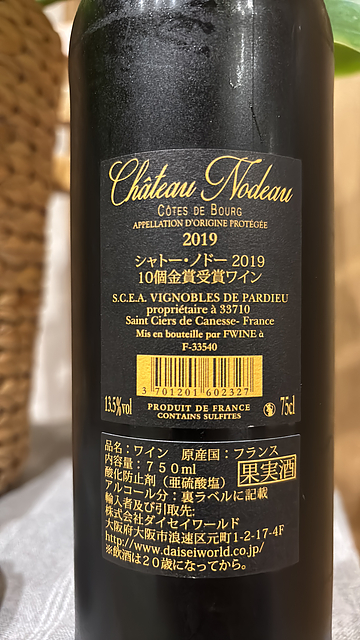 Château Nodeau
CÔTES DE BOURG
APPELLATION D'ORIGINE PROTÉGÉE
2019
シャトー・ノドー 2019
10個金賞受賞ワイン
S.C.E.A. VIGNOBLES DE PARDIEU
propriétaire à 33710
Saint Ciérs de Canesse- France
Mis en bouteille par FWINE à
F-33540
3 701201 602327
13.5%vol
PRODUIT DE FRANCE
CONTAINS SULFITES
75cl
品名：ワイン 原産国：フランス
内容量：７５０ml
果実酒
酸化防止剤（亜硫酸塩）
アルコール分：裏ラベルに記載
輸入者及び引取先：
株式会社ダイセイワールド
大阪府大阪市浪速区元町1-2-17-4F
http://www.daiseiworld.co.jp/
※飲酒は２０歳になってから。